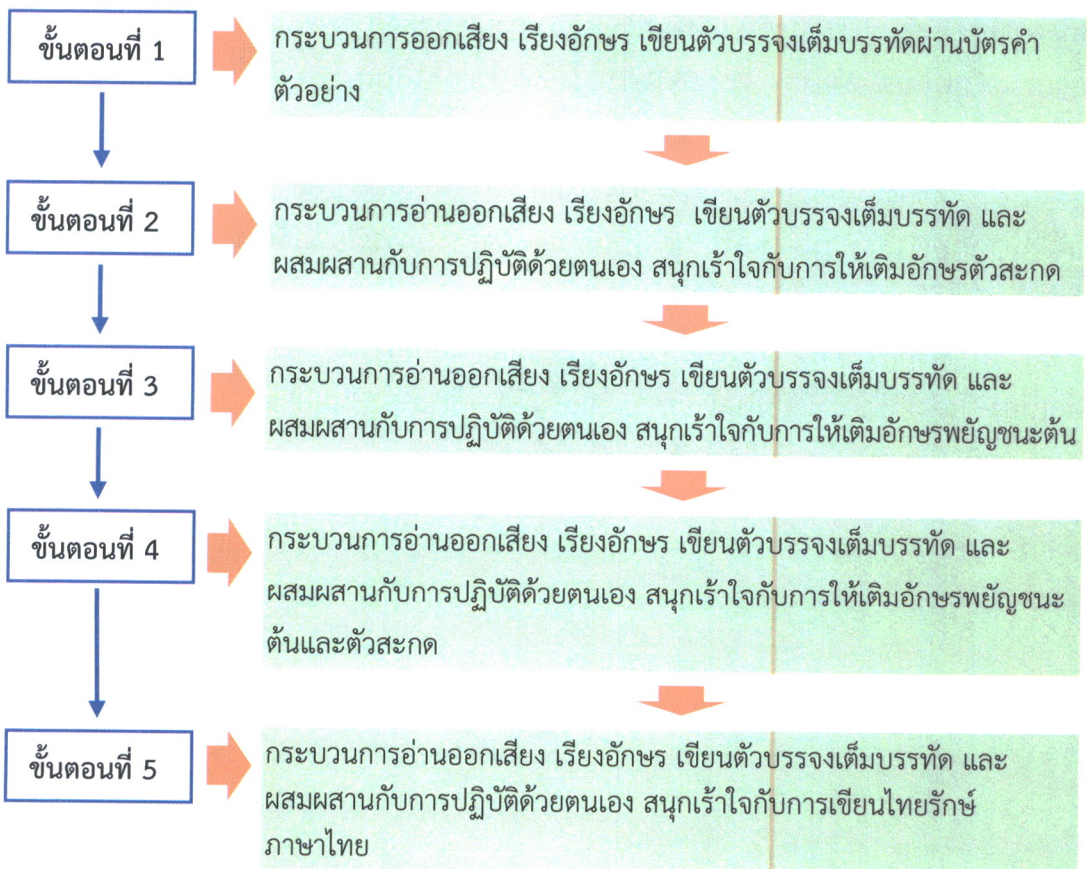 ขั้นตอนที่ 1
กระบวนการออกเสียง เรียงอักษร เขียนตัวบรรจงเต็มบรรทัดผ่านบัตรคำ
ตัวอย่าง
ขั้นตอนที่ 2
กระบวนการอ่านออกเสียง เรียงอักษร เขียนตัวบรรจงเต็มบรรทัด และ
ผสมผสานกับการปฏิบัติด้วยตนเอง สนุกเร้าใจกับการให้เติมอักษรตัวสะกด
ขั้นตอนที่ 3
กระบวนการอ่านออกเสียง เรียงอักษร เขียนตัวบรรจงเต็มบรรทัด และ
ผสมผสานกับการปฏิบัติด้วยตนเอง สนุกเร้าใจกับการให้เติมอักษรพยัญชนะต้น
ขั้นตอนที่ 4
กระบวนการอ่านออกเสียง เรียงอักษร เขียนตัวบรรจงเต็มบรรทัด และ
ผสมผสานกับการปฏิบัติด้วยตนเอง สนุกเร้าใจกับการให้เติมอักษรพยัญชนะ
ต้นและตัวสะกด
ขั้นตอนที่ 5
กระบวนการอ่านออกเสียง เรียงอักษร เขียนตัวบรรจงเต็มบรรทัด และ
ผสมผสานกับการปฏิบัติด้วยตนเอง สนุกเร้าใจกับการเขียนไทยรักษ์
ภาษาไทย